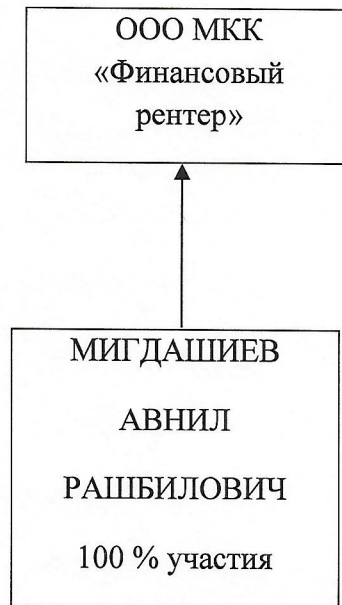 ООО МКК
«Финансовый
рентер»
МИГДАШИЕВ
АВНИЛ
РАШБИЛОВИЧ
100 % участия